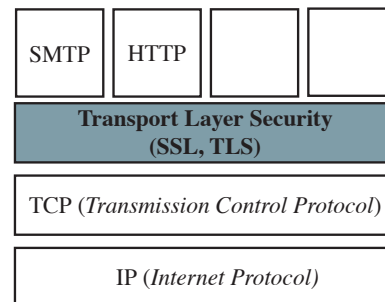 SMTP HTTP
Transport Layer Security
(SSL, TLS)
TCP (Transmission Control Protocol)
IP (Internet Protocol)